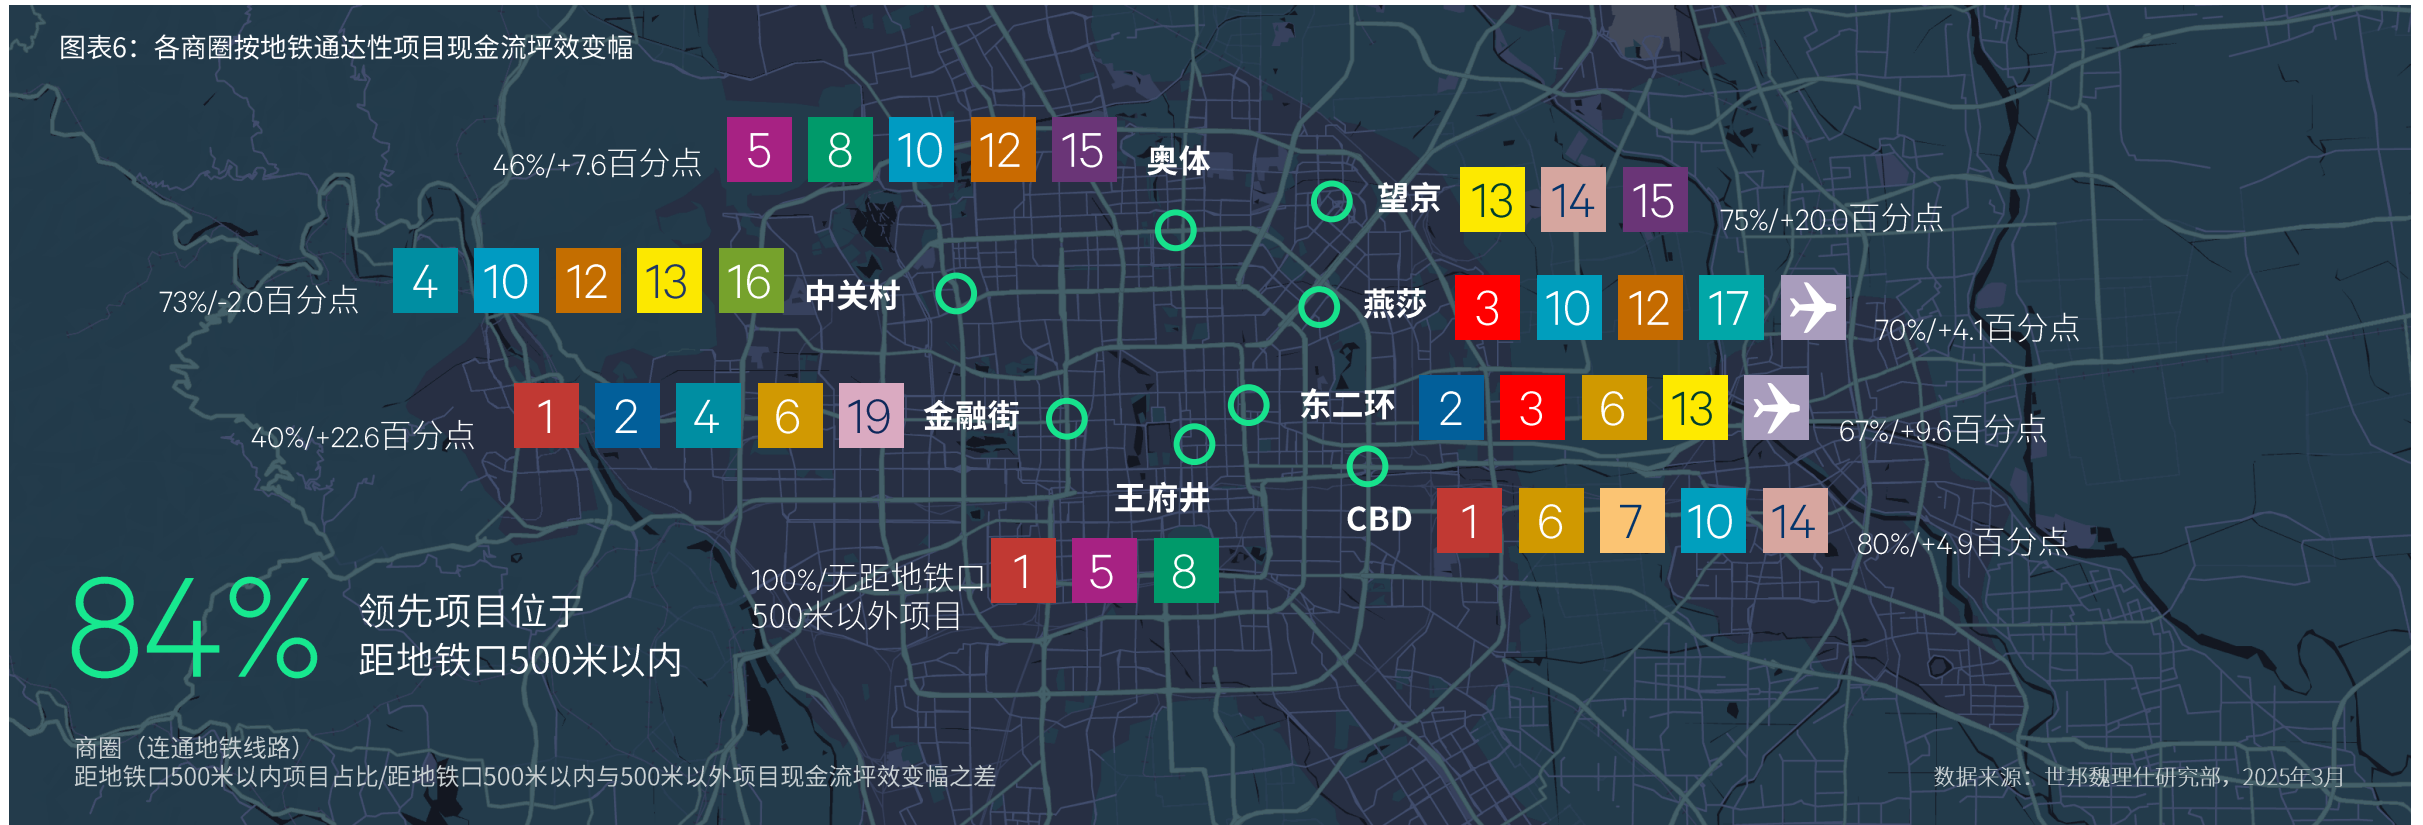 图表6：各商圈按地铁通达性项目现金流坪效变幅
46%/+7.6百分点
5 8 10 12 15
奥体
望京
13 14 15
75%/+20.0百分点
73%/-2.0百分点
4 10 12 13 16
中关村
燕莎
3 10 12 17
70%/+4.1百分点
40%/+22.6百分点
1 2 4 6 19
金融街
东二环
2 3 6 13
67%/+9.6百分点
王府井
CBD
1 6 7 10 14
80%/+4.9百分点
100%/无距地铁口
500米以外项目
1 5 8
84%
领先项目位于
距地铁口500米以内
商圈（连通地铁线路）
距地铁口500米以内项目占比/距地铁口500米以内与500米以外项目现金流坪效变幅之差
数据来源：世邦魏理仕研究部，2025年3月